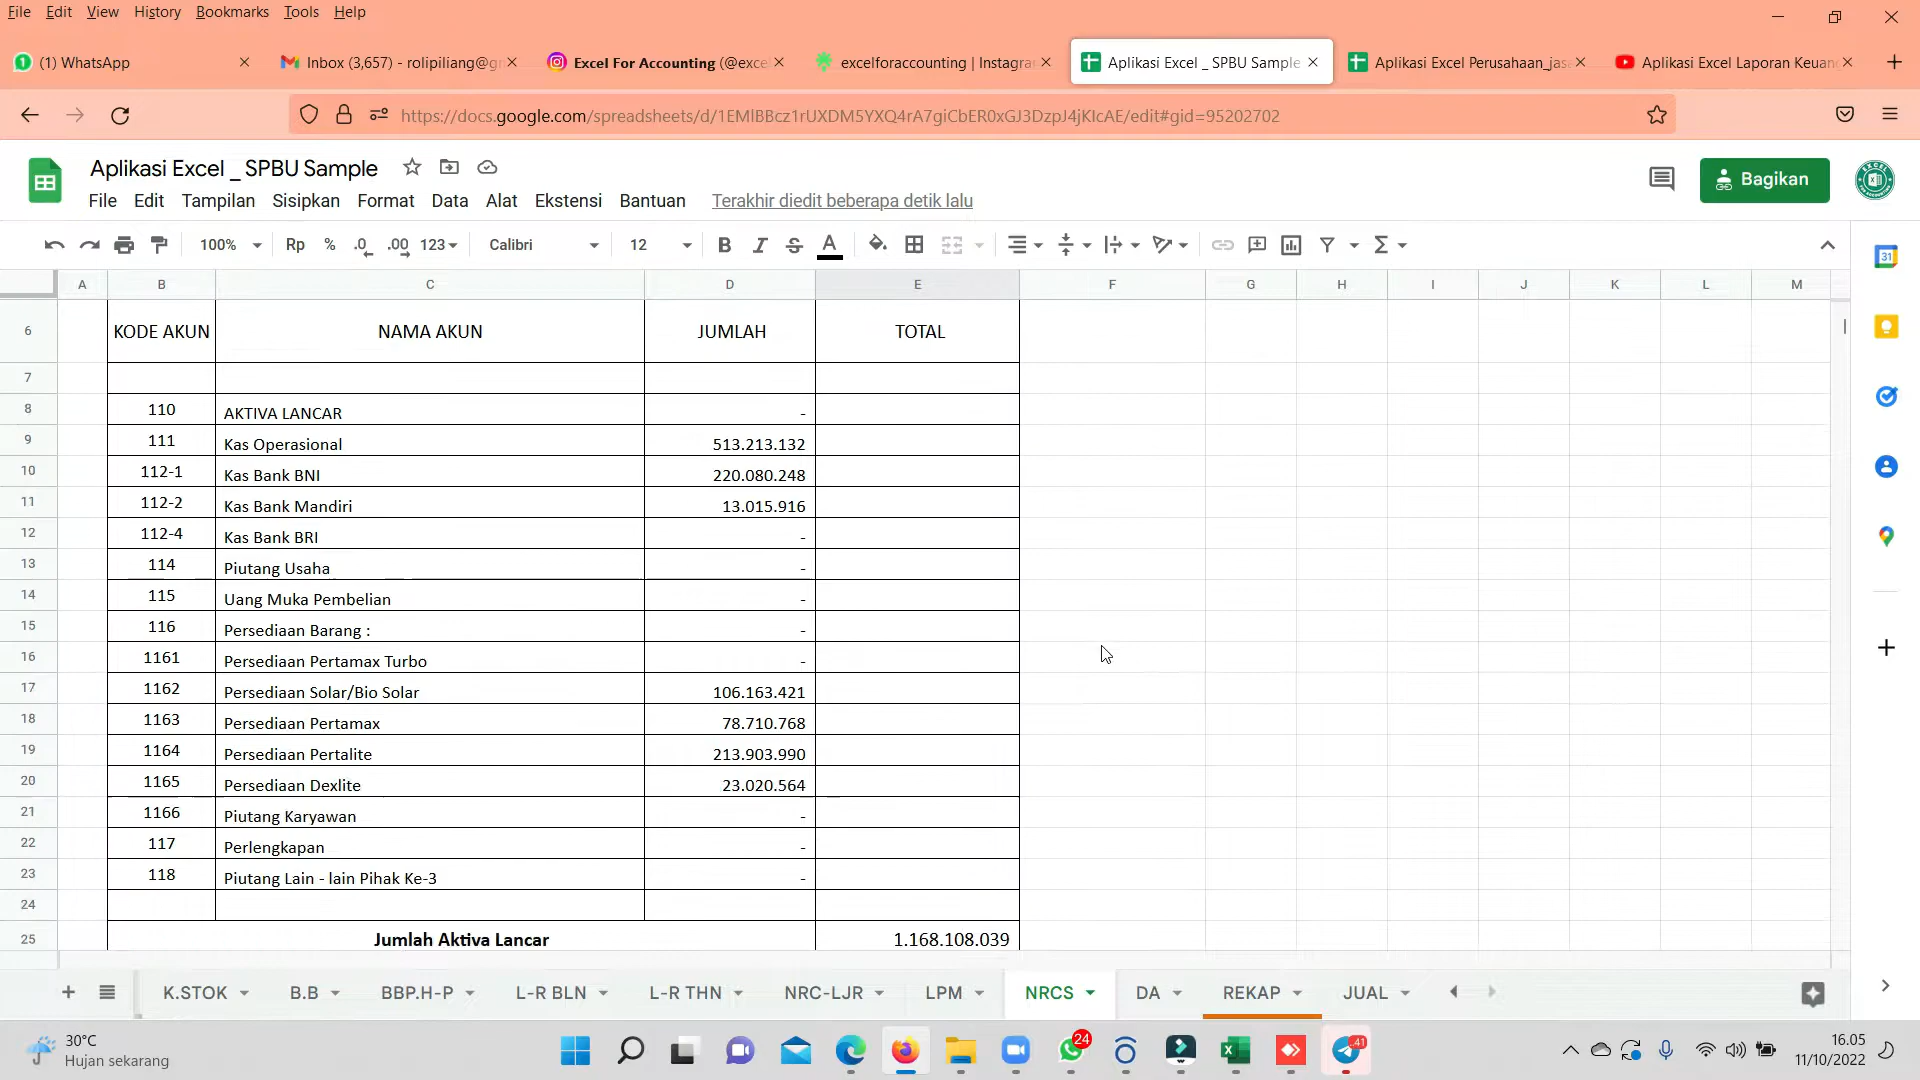 File Edit View History Bookmarks Tools Help
(1) WhatsApp
Inbox (3,657) - rolipiliang@g
Excel For Accounting (@exce
excelforaccounting | Instagra
Aplikasi Excel _ SPBU Sample
Aplikasi Excel Perusahaan_jas
Aplikasi Excel Laporan Keuan
https://docs.google.com/spreadsheets/d/1EMlBBcz1rUXDM5YXQ4rA7giCbER0xGJ3DzpJ4jKIcAE/edit#gid=95202702
Aplikasi Excel _ SPBU Sample
Bagikan
File Edit Tampilan Sisipkan Format Data Alat Ekstensi Bantuan Terakhir diedit beberapa detik lalu
100% Rp % .0 .00 123 Calibri 12 B I S A
A B C D E F G H I J K L M
6 KODE AKUN NAMA AKUN JUMLAH TOTAL
7
8 110 AKTIVA LANCAR -
9 111 Kas Operasional 513.213.132
10 112-1 Kas Bank BNI 220.080.248
11 112-2 Kas Bank Mandiri 13.015.916
12 112-4 Kas Bank BRI -
13 114 Piutang Usaha -
14 115 Uang Muka Pembelian -
15 116 Persediaan Barang : -
16 1161 Persediaan Pertamax Turbo -
17 1162 Persediaan Solar/Bio Solar 106.163.421
18 1163 Persediaan Pertamax 78.710.768
19 1164 Persediaan Pertalite 213.903.990
20 1165 Persediaan Dexlite 23.020.564
21 1166 Piutang Karyawan -
22 117 Perlengkapan -
23 118 Piutang Lain - lain Pihak Ke-3 -
24
25 Jumlah Aktiva Lancar 1.168.108.039
K.STOK B.B BBP.H-P L-R BLN L-R THN NRC-LJR LPM NRCS DA REKAP JUAL
30°C
Hujan sekarang
24
41
16.05
11/10/2022
31